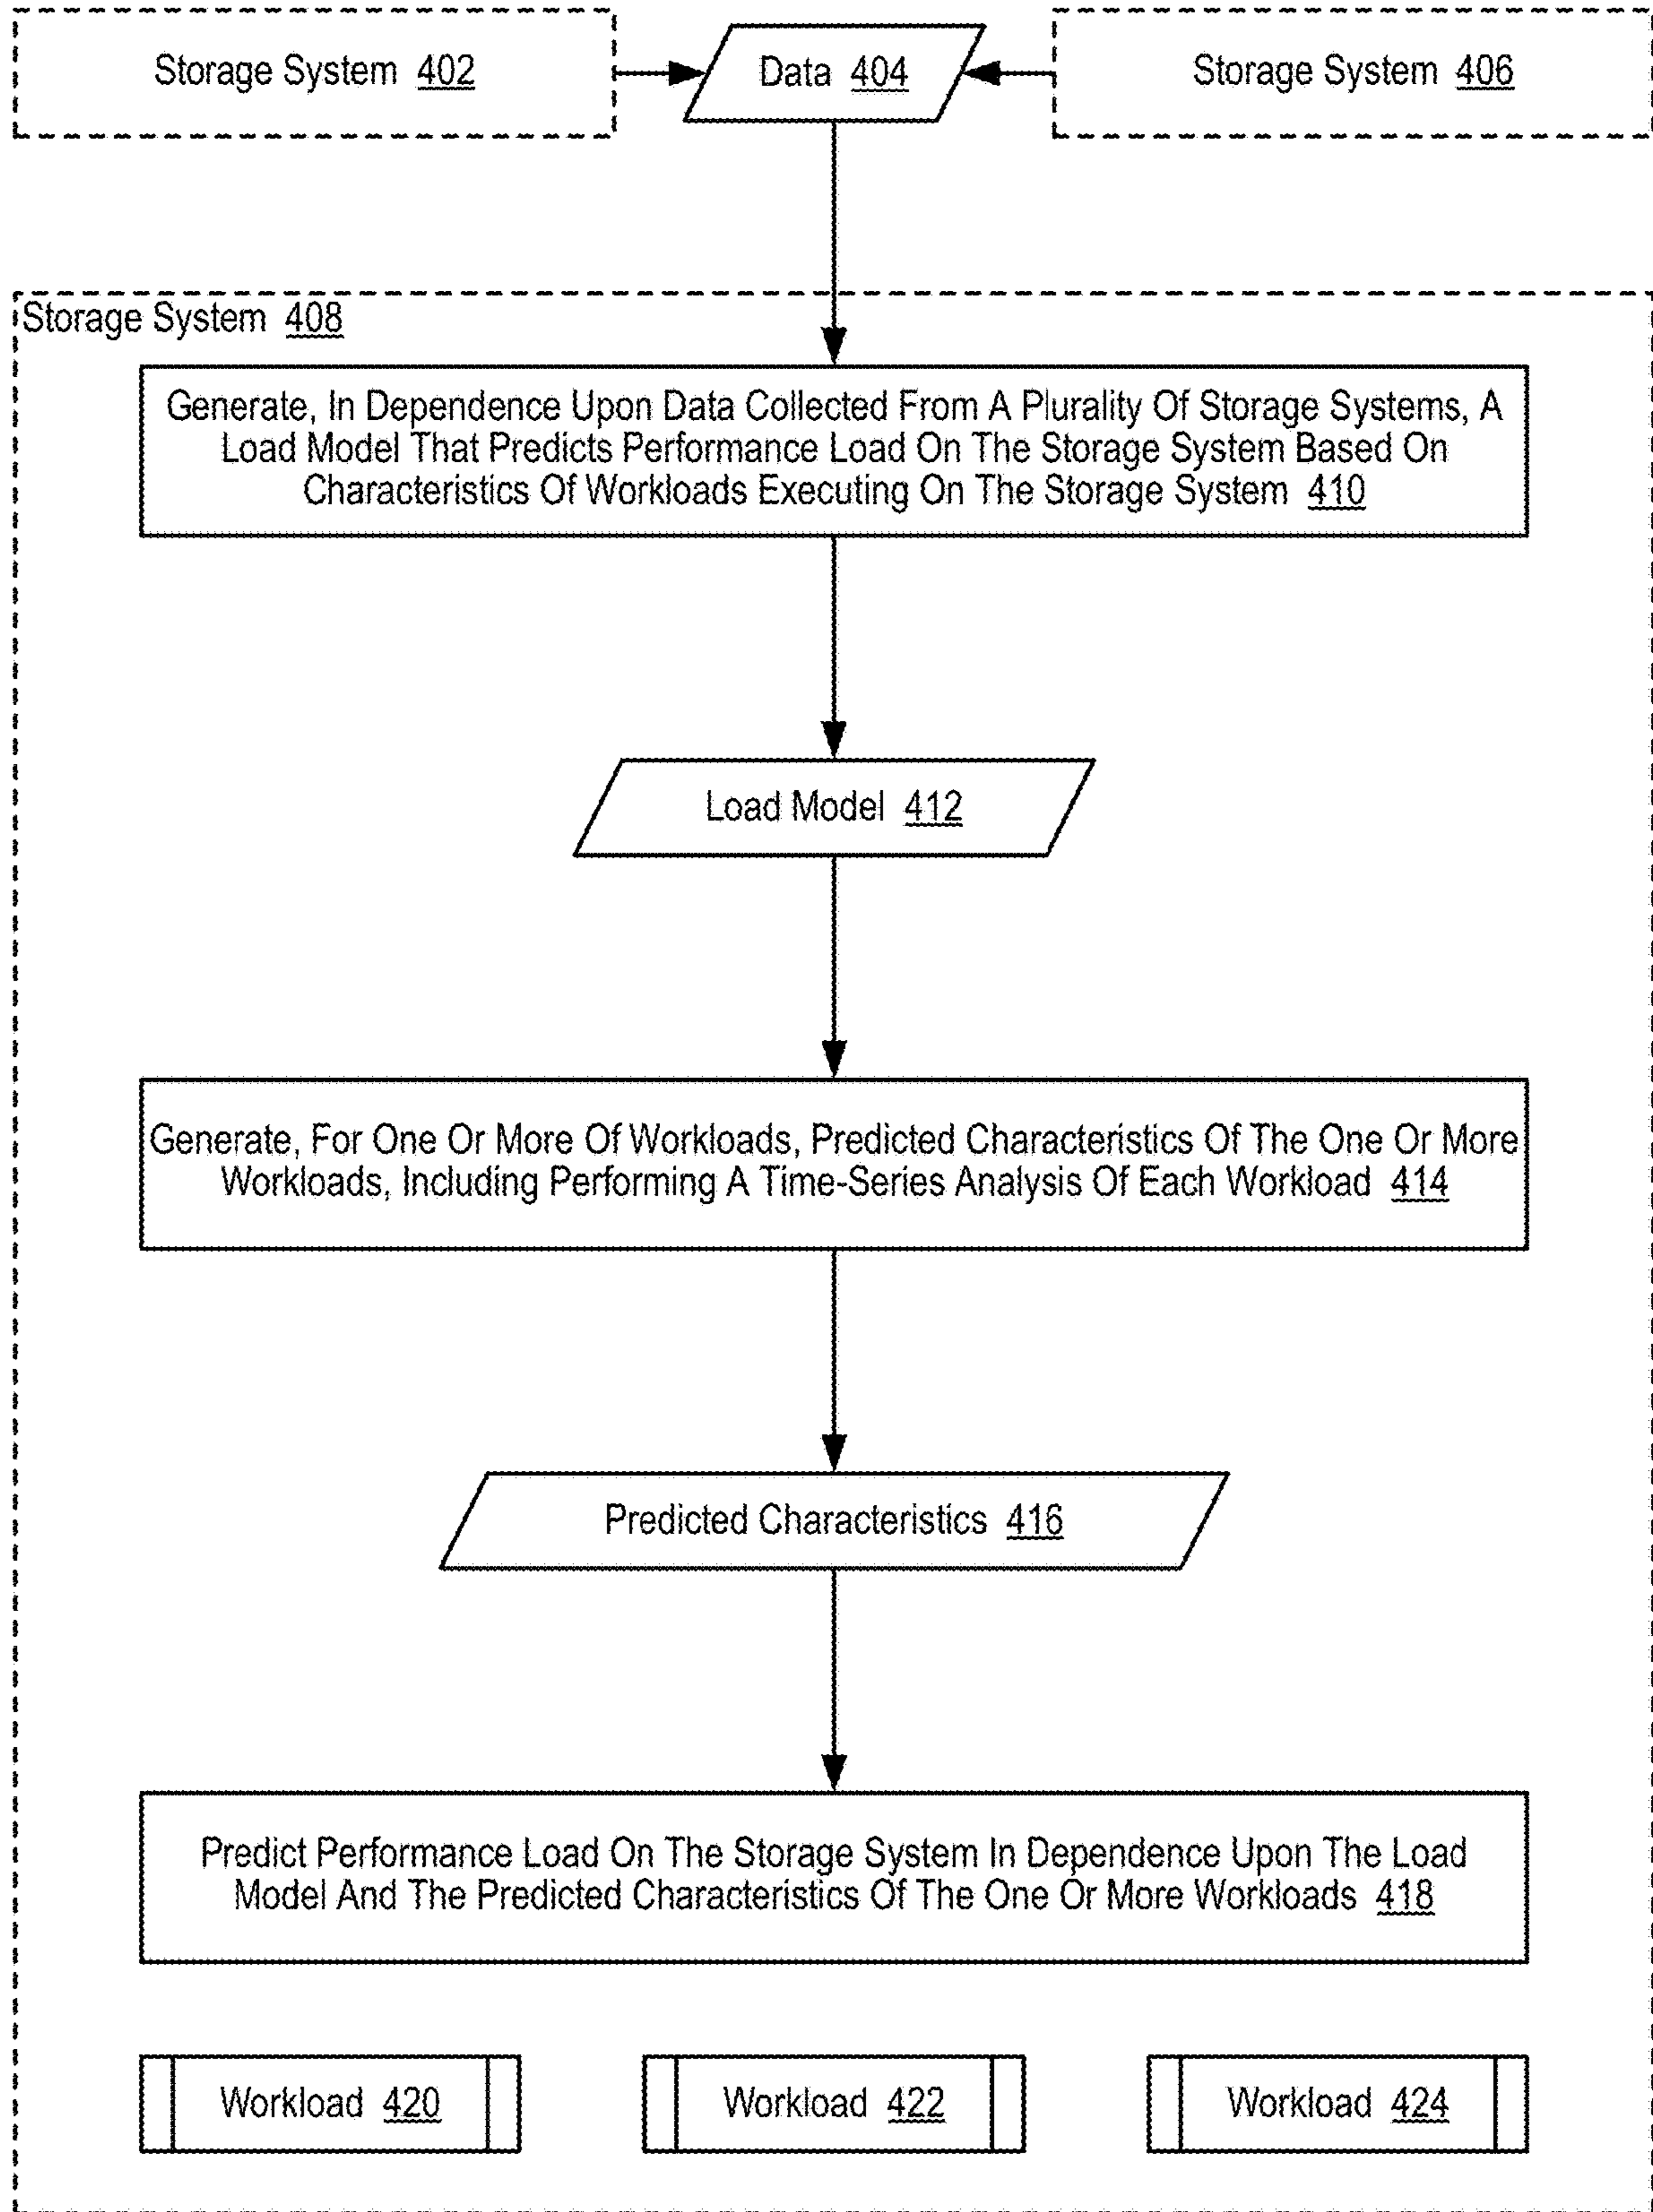 Storage System 402
Data 404
Storage System 406
Storage System 408
Generate, In Dependence Upon Data Collected From A Plurality Of Storage Systems, A
Load Model That Predicts Performance Load On The Storage System Based On
Characteristics Of Workloads Executing On The Storage System 410
Load Model 412
Generate, For One Or More Of Workloads, Predicted Characteristics Of The One Or More
Workloads, Including Performing A Time-Series Analysis Of Each Workload 414
Predicted Characteristics 416
Predict Performance Load On The Storage System In Dependence Upon The Load
Model And The Predicted Characteristics Of The One Or More Workloads 418
Workload 420
Workload 422
Workload 424